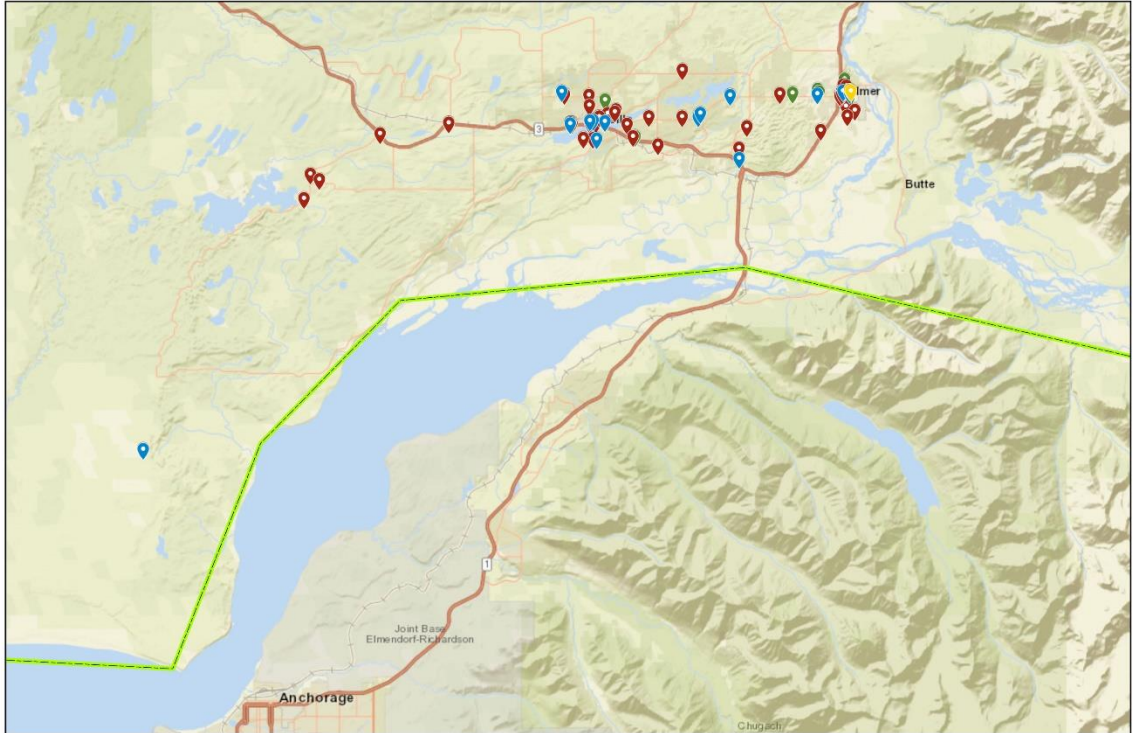 lmer
3
Butte
1
Joint Base
Elmendorf-Richardson
Anchorage
Chugach